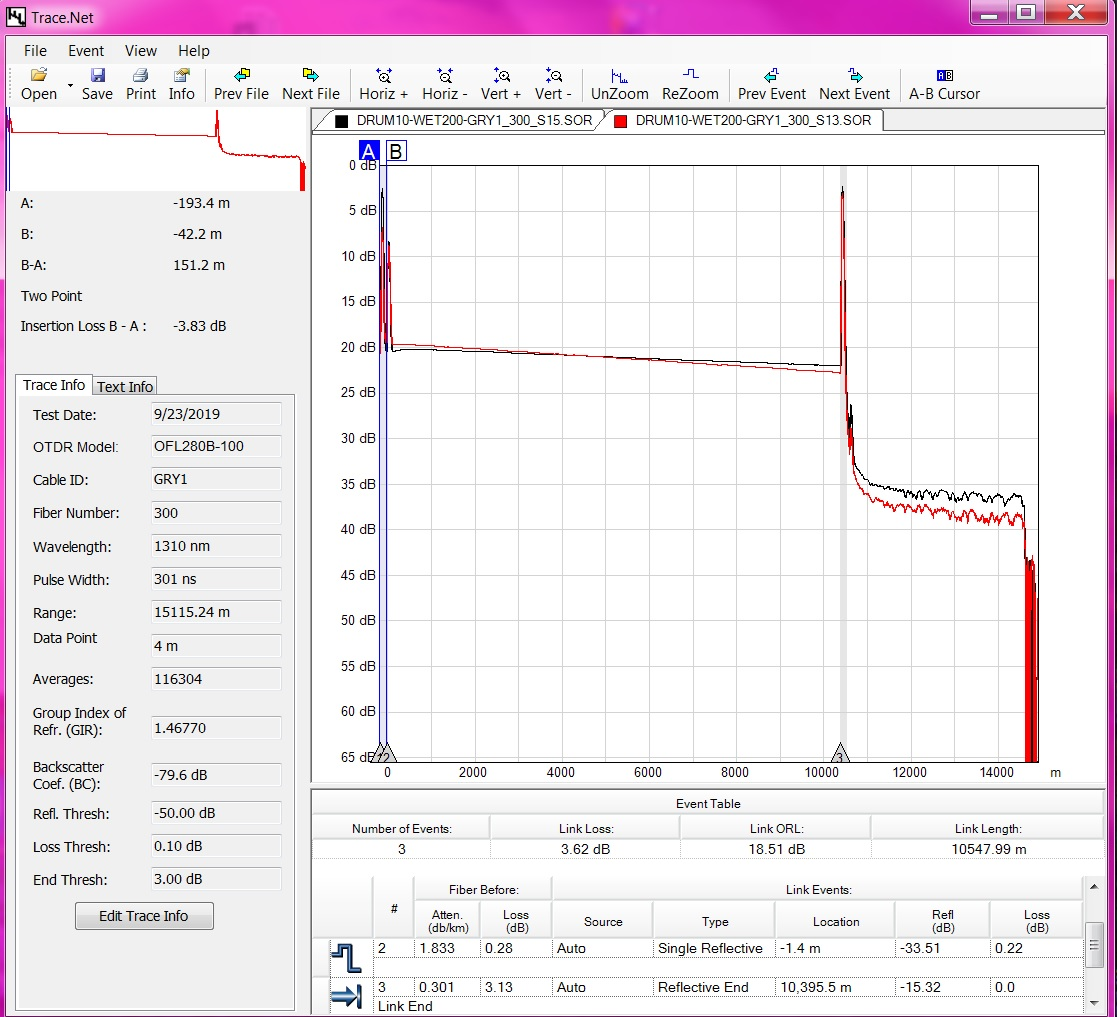 Trace.Net
File Event View Help
Open Save Print Info Prev File Next File Horiz + Horiz - Vert + Vert - UnZoom ReZoom Prev Event Next Event A-B Cursor
DRUM10-WET200-GRY1_300_S15.SOR DRUM10-WET200-GRY1_300_S13.SOR
A B
A: -193.4 m
B: -42.2 m
B-A: 151.2 m
Two Point
Insertion Loss B - A : -3.83 dB
Trace Info Text Info
Test Date: 9/23/2019
OTDR Model: OFL280B-100
Cable ID: GRY1
Fiber Number: 300
Wavelength: 1310 nm
Pulse Width: 301 ns
Range: 15115.24 m
Data Point 4 m
Averages: 116304
Group Index of
Refr. (GIR): 1.46770
Backscatter
Coef. (BC): -79.6 dB
Refl. Thresh: -50.00 dB
Loss Thresh: 0.10 dB
End Thresh: 3.00 dB
Edit Trace Info
0 dB
5 dB
10 dB
15 dB
20 dB
25 dB
30 dB
35 dB
40 dB
45 dB
50 dB
55 dB
60 dB
65 dB
2 3
0 2000 4000 6000 8000 10000 12000 14000 m
Event Table
Number of Events: Link Loss: Link ORL: Link Length:
3 3.62 dB 18.51 dB 10547.99 m
# Fiber Before: Link Events:
Atten. (db/km) Loss (dB) Source Type Location Refl (dB) Loss (dB)
2 1.833 0.28 Auto Single Reflective -1.4 m -33.51 0.22
3 0.301 3.13 Auto Reflective End 10,395.5 m -15.32 0.0
Link End